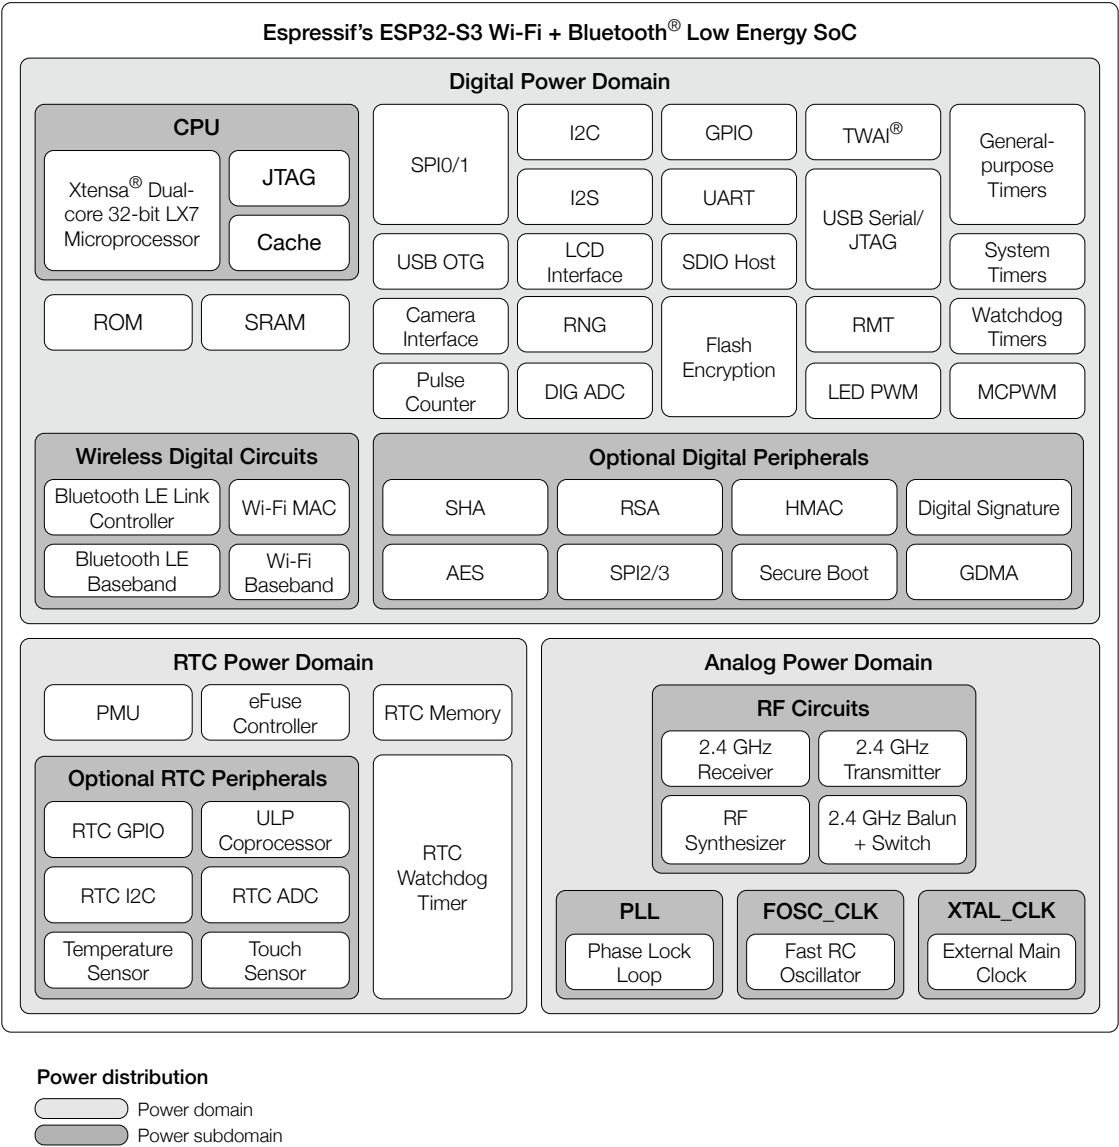 Espressif's ESP32-S3 Wi-Fi + Bluetooth® Low Energy SoC
Digital Power Domain
CPU
Xtensa® Dual-
core 32-bit LX7
Microprocessor
JTAG
Cache
ROM
SRAM
SPI0/1
I2C
GPIO
TWAI®
General-
purpose
Timers
I2S
UART
USB Serial/
JTAG
USB OTG
LCD
Interface
SDIO Host
System
Timers
Camera
Interface
RNG
Flash
Encryption
RMT
Watchdog
Timers
Pulse
Counter
DIG ADC
LED PWM
MCPWM
Wireless Digital Circuits
Bluetooth LE Link
Controller
Wi-Fi MAC
Bluetooth LE
Baseband
Wi-Fi
Baseband
Optional Digital Peripherals
SHA
RSA
HMAC
Digital Signature
AES
SPI2/3
Secure Boot
GDMA
RTC Power Domain
PMU
eFuse
Controller
RTC Memory
Optional RTC Peripherals
RTC GPIO
ULP
Coprocessor
RTC I2C
RTC ADC
Temperature
Sensor
Touch
Sensor
RTC
Watchdog
Timer
Analog Power Domain
RF Circuits
2.4 GHz
Receiver
2.4 GHz
Transmitter
RF
Synthesizer
2.4 GHz Balun
+ Switch
PLL
Phase Lock
Loop
FOSC_CLK
Fast RC
Oscillator
XTAL_CLK
External Main
Clock
Power distribution
Power domain
Power subdomain